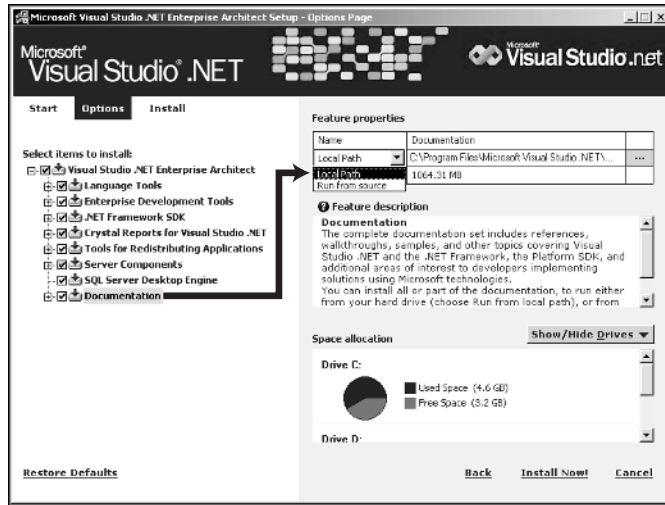 Microsoft Visual Studio .NET Enterprise Architect Setup - Options Page
Microsoft®
Visual Studio® .NET
Microsoft
Visual Studio.net
Start Options Install
Select items to install:
Visual Studio .NET Enterprise Architect
Language Tools
Enterprise Development Tools
.NET Framework SDK
Crystal Reports for Visual Studio .NET
Tools for Redistributing Applications
Server Components
SQL Server Desktop Engine
Documentation
Feature properties
Name Documentation
Local Path C:\Program Files\Microsoft Visual Studio .NET\... ...
Local Path 1064.31 MB
Run from source
Feature description
Documentation
The complete documentation set includes references,
walkthroughs, samples, and other topics covering Visual
Studio .NET and the .NET Framework, the Platform SDK, and
additional areas of interest to developers implementing
solutions using Microsoft technologies.
You can install all or part of the documentation, to run either
from your hard drive (choose Run from local path), or from
Space allocation
Show/Hide Drives
Drive C:
Used Space (4.6 GB)
Free Space (3.2 GB)
Drive D:
Restore Defaults
Back Install Now! Cancel